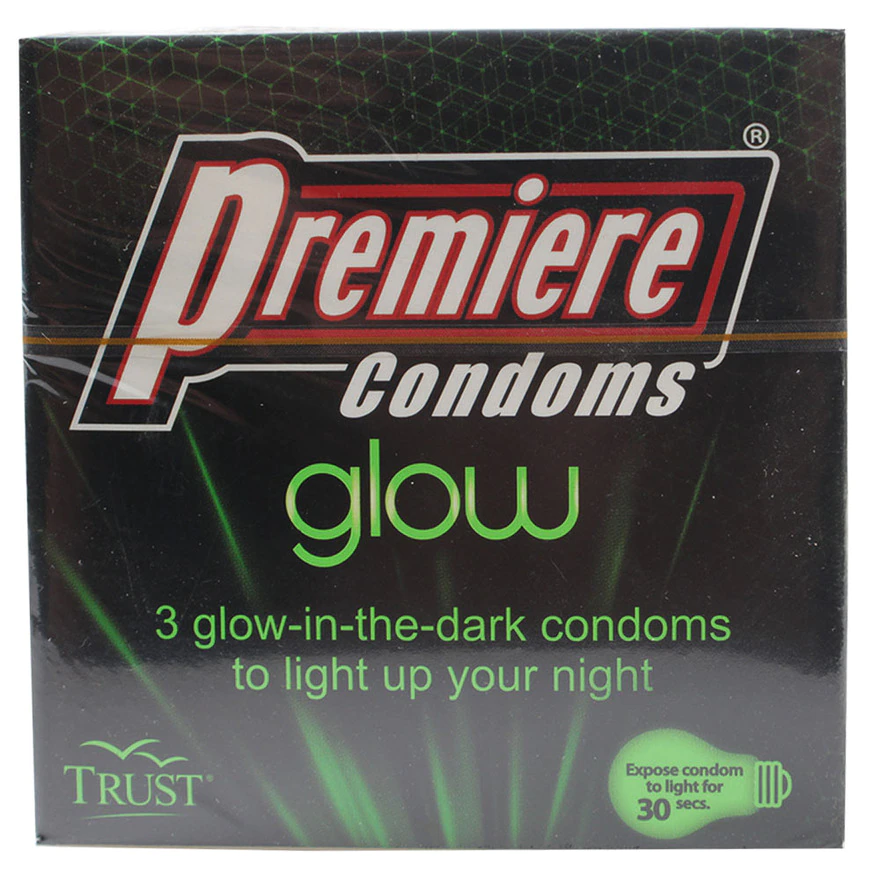 ®
Premiere
Condoms
glow
3 glow-in-the-dark condoms
to light up your night
TRUST®
Expose condom
to light for
30 secs.